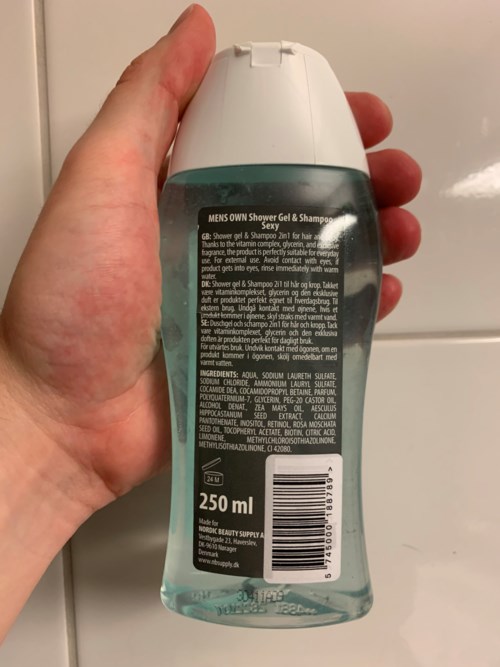 MENS OWN Shower Gel & Shampoo
Sexy
GB: Shower gel & Shampoo 2in1 for hair and
Thanks to the vitamin complex, glycerin, and exclusive
fragrance, the product is perfectly suitable for everyday
use. For external use. Avoid contact with eyes, if
product gets into eyes, rinse immediately with warm
water.
DK: Shower gel & Shampoo 2i1 til hår og krop. Takket
være vitaminkomplekset, glycerin og den eksklusive
duft er produktet perfekt egnet til hverdagsbrug. Til
ekstern brug. Undgå kontakt med øjnene, hvis et
produkt kommer i øjnene, skyl straks med varmt vand.
SE: Duschgel och schampo 2in1 för hår och kropp. Tack
vare vitaminkomplexet, glycerin och den exklusiva
doften är produkten perfekt för dagligt bruk.
För utvärtes bruk. Undvik kontakt med ögonen, om en
produkt kommer i ögonen, skölj omedelbart med
varmt vatten.
INGREDIENTS: AQUA, SODIUM LAURETH SULFATE,
SODIUM CHLORIDE, AMMONIUM LAURYL SULFATE,
COCAMIDE DEA, COCAMIDOPROPYL BETAINE, PARFUM,
POLYQUATERNIUM-7, GLYCERIN, PEG-20 CASTOR OIL,
ALCOHOL DENAT., ZEA MAYS OIL, AESCULUS
HIPPOCASTANUM SEED EXTRACT, CALCIUM
PANTOTHENATE, INOSITOL, RETINOL, ROSA MOSCHATA
SEED OIL, TOCOPHERYL ACETATE, BIOTIN, CITRIC ACID,
LIMONENE, METHYLCHLOROISOTHIAZOLINONE,
METHYLISOTHIAZOLINONE, CI 42080.
24 M
250 ml
Made for
NORDIC BEAUTY SUPPLY A
Vestbygade 23, Haverslev,
DK-9610 Nørager
Denmark
www.nbsupply.dk
5 745000 188789 >